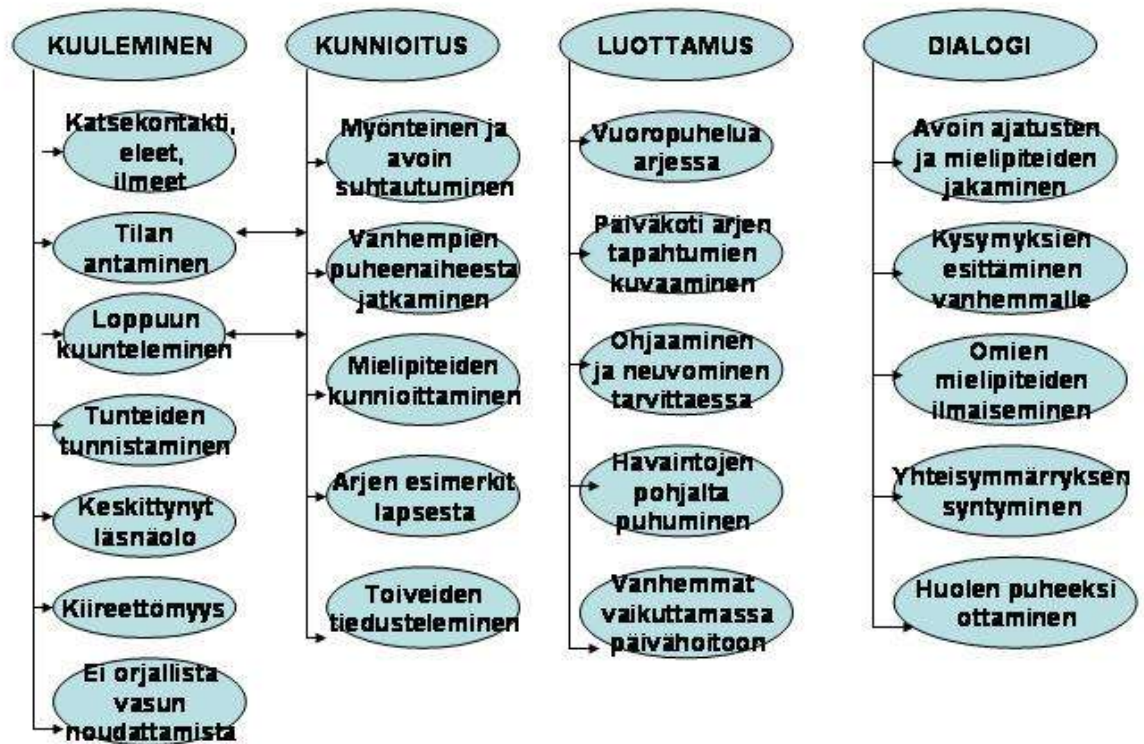 KUULEMINEN
Katsekontakti,
eleet,
ilmeet
Tilan
antaminen
Loppuun
kuunteleminen
Tunteiden
tunnistaminen
Keskittynyt
läsnäolo
Kiireettömyys
Ei orjallista
vasun
noudattamista
KUNNIOITUS
Myönteinen ja
avoin
suhtautuminen
Vanhempien
puheenaiheesta
jatkaminen
Mielipiteiden
kunnioittaminen
Arjen esimerkit
lapsesta
Toiveiden
tiedusteleminen
LUOTTAMUS
Vuoropuhelua
arjessa
Päiväkoti arjen
tapahtumien
kuvaaminen
Ohjaaminen
ja neuvominen
tarvittaessa
Havaintojen
pohjalta
puhuminen
Vanhemmat
vaikuttamassa
päivähoitoon
DIALOGI
Avoin ajatusten
ja mielipiteiden
jakaminen
Kysymyksien
esittäminen
vanhemmalle
Omien
mielipiteiden
ilmaiseminen
Yhteisymmärryksen
syntyminen
Huolen puheeksi
ottaminen